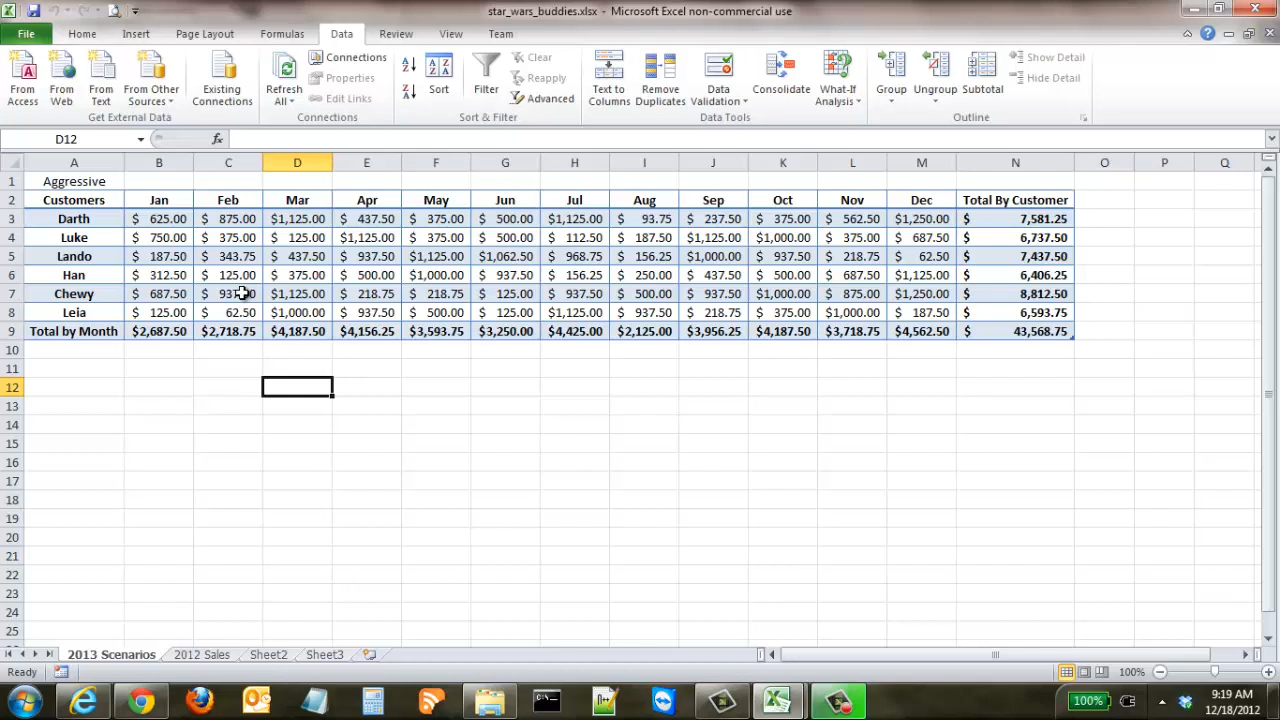 star_wars_buddies.xlsx - Microsoft Excel non-commercial use
File Home Insert Page Layout Formulas Data Review View Team
From Access
From Web
From Text
From Other Sources
Existing Connections
Get External Data
Refresh All
Connections
Properties
Edit Links
Connections
Sort
Filter
Clear
Reapply
Advanced
Sort & Filter
Text to Columns
Remove Duplicates
Data Validation
Consolidate
What-If Analysis
Data Tools
Group
Ungroup
Subtotal
Show Detail
Hide Detail
Outline
D12 fx
A B C D E F G H I J K L M N O P Q
1 Aggressive
2 Customers Jan Feb Mar Apr May Jun Jul Aug Sep Oct Nov Dec Total By Customer
3 Darth $ 625.00 $ 875.00 $1,125.00 $ 437.50 $ 375.00 $ 500.00 $1,125.00 $ 93.75 $ 237.50 $ 375.00 $ 562.50 $1,250.00 $ 7,581.25
4 Luke $ 750.00 $ 375.00 $ 125.00 $1,125.00 $ 375.00 $ 500.00 $ 112.50 $ 187.50 $1,125.00 $1,000.00 $ 375.00 $ 687.50 $ 6,737.50
5 Lando $ 187.50 $ 343.75 $ 437.50 $ 937.50 $1,125.00 $1,062.50 $ 968.75 $ 156.25 $1,000.00 $ 937.50 $ 218.75 $ 62.50 $ 7,437.50
6 Han $ 312.50 $ 125.00 $ 375.00 $ 500.00 $1,000.00 $ 937.50 $ 156.25 $ 250.00 $ 437.50 $ 500.00 $ 687.50 $1,125.00 $ 6,406.25
7 Chewy $ 687.50 $ $1,125.00 $ 218.75 $ 218.75 $ 125.00 $ 937.50 $ 500.00 $ 937.50 $1,000.00 $ 875.00 $1,250.00 $ 8,812.50
8 Leia $ 125.00 $ 62.50 $1,000.00 $ 937.50 $ 500.00 $ 125.00 $1,125.00 $ 937.50 $ 218.75 $ 375.00 $1,000.00 $ 187.50 $ 6,593.75
9 Total by Month $2,687.50 $2,718.75 $4,187.50 $4,156.25 $3,593.75 $3,250.00 $4,425.00 $2,125.00 $3,956.25 $4,187.50 $3,718.75 $4,562.50 $ 43,568.75
10
11
12
13
14
15
16
17
18
19
20
21
22
23
24
25
2013 Scenarios 2012 Sales Sheet2 Sheet3
Ready 100%
100% 9:19 AM
12/18/2012